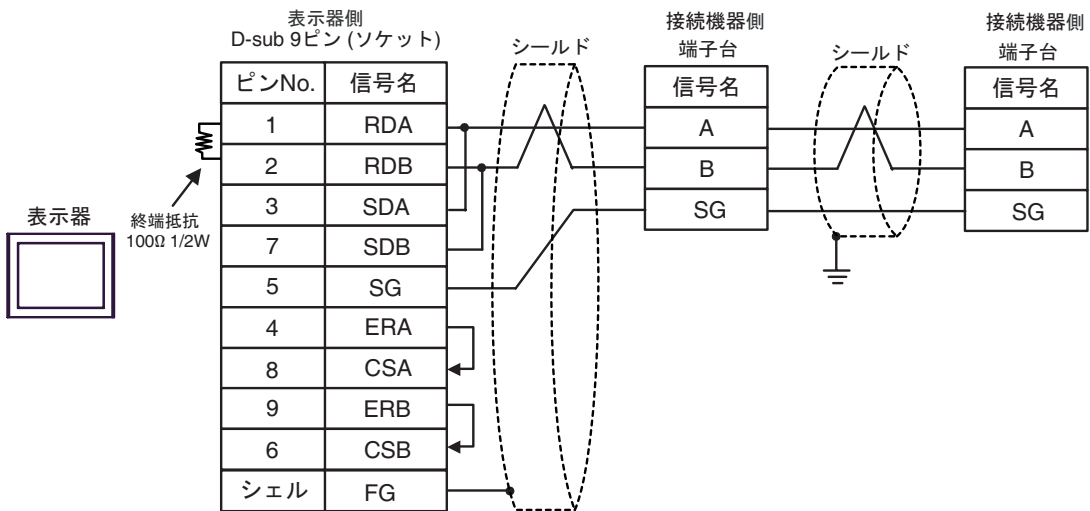 表示器側
D-sub 9ピン (ソケット)
ピンNo. 信号名
1 RDA
2 RDB
3 SDA
7 SDB
5 SG
4 ERA
8 CSA
9 ERB
6 CSB
シェル FG
表示器
終端抵抗
100Ω 1/2W
シールド
接続機器側
端子台
信号名
A
B
SG
シールド
接続機器側
端子台
信号名
A
B
SG